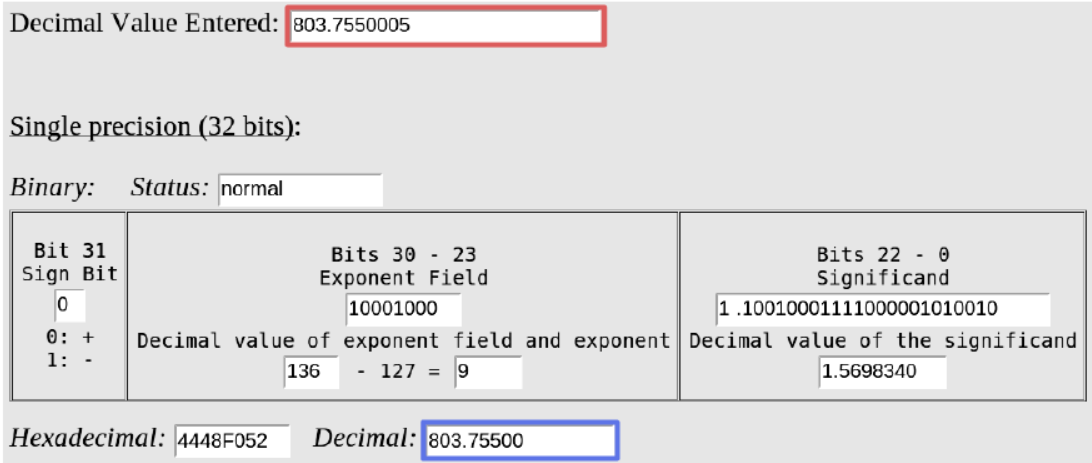 Decimal Value Entered: 803.7550005
Single precision (32 bits):
Binary: Status: normal
Bit 31
Sign Bit
0
0: +
1: -
Bits 30 - 23
Exponent Field
10001000
Decimal value of exponent field and exponent
136 - 127 = 9
Bits 22 - 0
Significand
1 .10010001111000001010010
Decimal value of the significand
1.5698340
Hexadecimal: 4448F052 Decimal: 803.75500